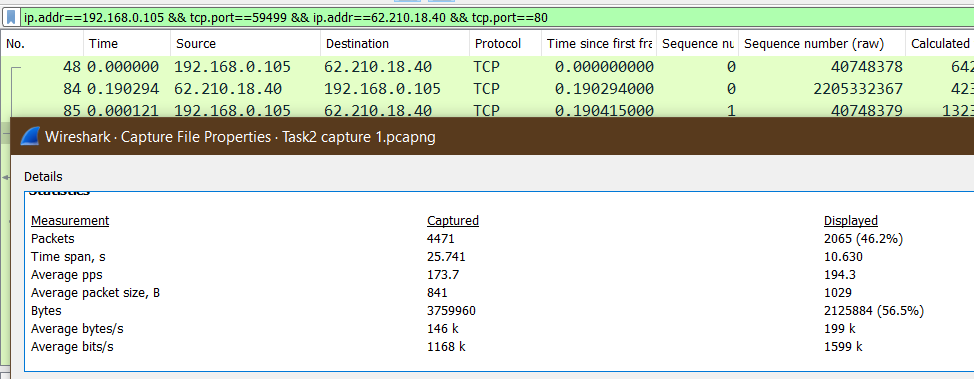 ip.addr==192.168.0.105 && tcp.port==59499 && ip.addr==62.210.18.40 && tcp.port==80
No. Time Source Destination Protocol Time since first fra Sequence nu Sequence number (raw) Calculated
48 0.000000 192.168.0.105 62.210.18.40 TCP 0.000000000 0 40748378 642
84 0.190294 62.210.18.40 192.168.0.105 TCP 0.190294000 0 2205332367 423
85 0.000121 192.168.0.105 62.210.18.40 TCP 0.190415000 1 40748379 1323
Wireshark · Capture File Properties · Task2 capture 1.pcapng
Details
Statistics
Measurement Captured Displayed
Packets 4471 2065 (46.2%)
Time span, s 25.741 10.630
Average pps 173.7 194.3
Average packet size, B 841 1029
Bytes 3759960 2125884 (56.5%)
Average bytes/s 146 k 199 k
Average bits/s 1168 k 1599 k